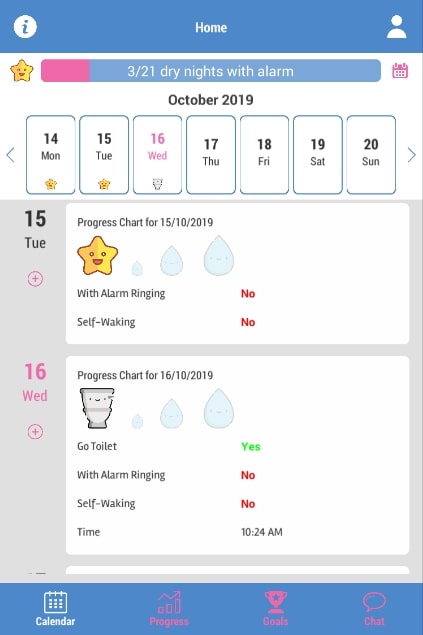 Home
3/21 dry nights with alarm
October 2019
14 15 16 17 18 19 20
Mon Tue Wed Thu Fri Sat Sun
15
Tue
Progress Chart for 15/10/2019
With Alarm Ringing No
Self-Waking No
16
Wed
Progress Chart for 16/10/2019
Go Toilet Yes
With Alarm Ringing No
Self-Waking No
Time 10:24 AM
Calendar Progress Goals Chat